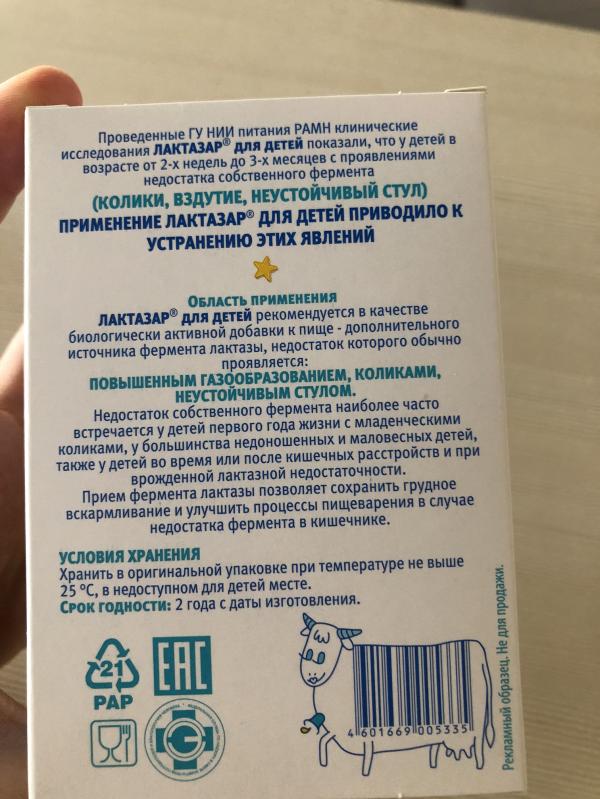 Проведенные ГУ НИИ питания РАМН клинические
исследования ЛАКТАЗАР® ДЛЯ ДЕТЕЙ показали, что у детей в
возрасте от 2-х недель до 3-х месяцев с проявлениями
недостатка собственного фермента
(КОЛИКИ, ВЗДУТИЕ, НЕУСТОЙЧИВЫЙ СТУЛ)
ПРИМЕНЕНИЕ ЛАКТАЗАР® ДЛЯ ДЕТЕЙ ПРИВОДИЛО К
УСТРАНЕНИЮ ЭТИХ ЯВЛЕНИЙ
ОБЛАСТЬ ПРИМЕНЕНИЯ
ЛАКТАЗАР® ДЛЯ ДЕТЕЙ рекомендуется в качестве
биологически активной добавки к пище - дополнительного
источника фермента лактазы, недостаток которого обычно
проявляется:
ПОВЫШЕННЫМ ГАЗООБРАЗОВАНИЕМ, КОЛИКАМИ,
НЕУСТОЙЧИВЫМ СТУЛОМ.
Недостаток собственного фермента наиболее часто
встречается у детей первого года жизни с младенческими
коликами, у большинства недоношенных и маловесных детей,
также у детей во время или после кишечных расстройств и при
врожденной лактазной недостаточности.
Прием фермента лактазы позволяет сохранить грудное
вскармливание и улучшить процессы пищеварения в случае
недостатка фермента в кишечнике.
УСЛОВИЯ ХРАНЕНИЯ
Хранить в оригинальной упаковке при температуре не выше
25 °С, в недоступном для детей месте.
Срок годности: 2 года с даты изготовления.
21
PAP
EAC
4 601669 005335
Рекламный образец. Не для продажи.